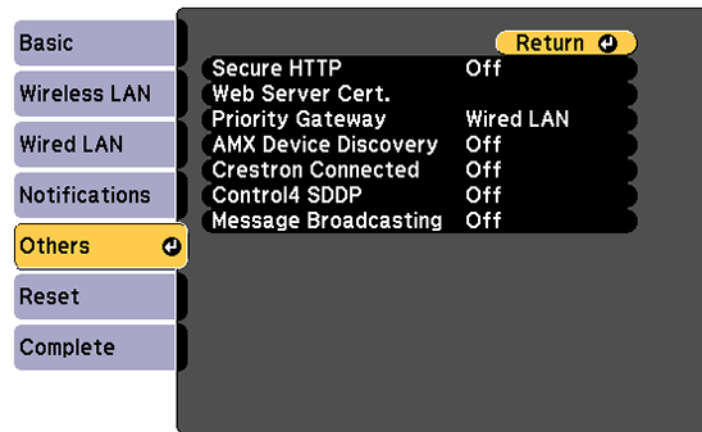 Basic
Wireless LAN
Wired LAN
Notifications
Others
Reset
Complete
Return
Secure HTTP Off
Web Server Cert.
Priority Gateway Wired LAN
AMX Device Discovery Off
Crestron Connected Off
Control4 SDDP Off
Message Broadcasting Off